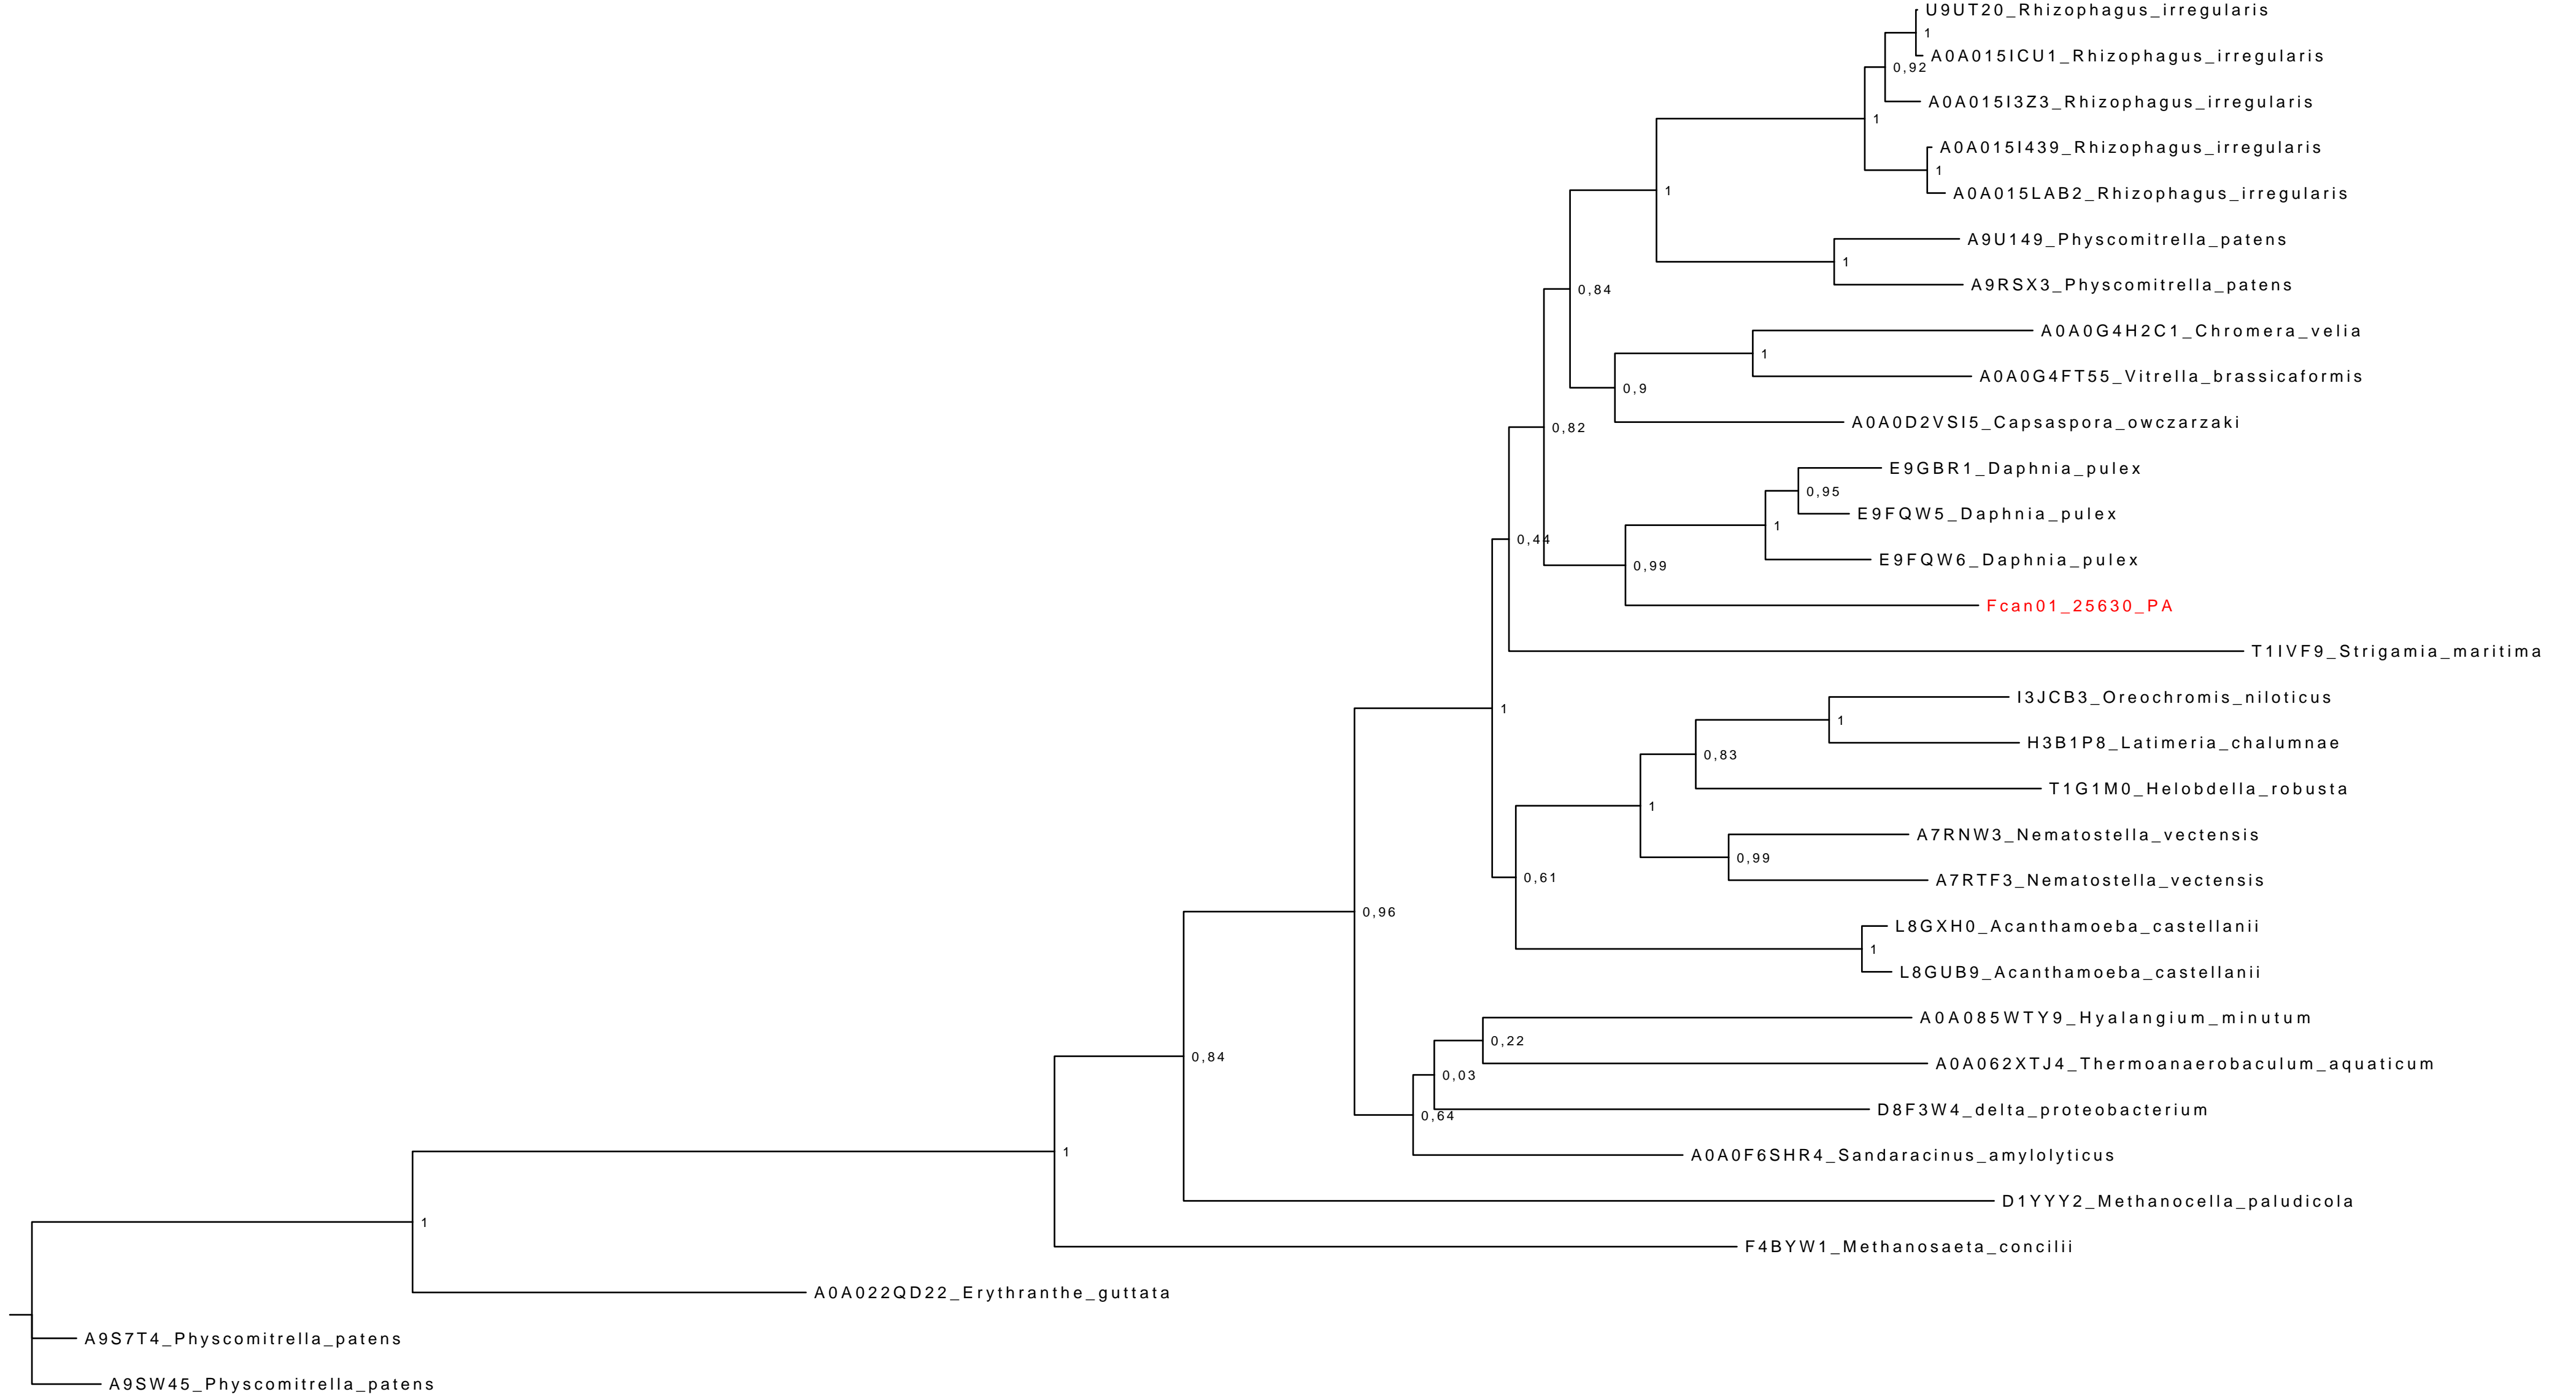 U9UT20_Rhizophagus_irregularis
1
A0A015ICU1_Rhizophagus_irregularis
0,92
A0A015I3Z3_Rhizophagus_irregularis
1
A0A015I439_Rhizophagus_irregularis
1
A0A015LAB2_Rhizophagus_irregularis
1
A9U149_Physcomitrella_patens
1
A9RSX3_Physcomitrella_patens
0,84
A0A0G4H2C1_Chromera_velia
1
A0A0G4FT55_Vitrella_brassicaformis
0,9
A0A0D2VSI5_Capsaspora_owczarzaki
0,82
E9GBR1_Daphnia_pulex
0,95
E9FQW5_Daphnia_pulex
1
0,44
E9FQW6_Daphnia_pulex
0,99
Fcan01_25630_PA
T1IVF9_Strigamia_maritima
I3JCB3_Oreochromis_niloticus
1
1
H3B1P8_Latimeria_chalumnae
0,83
T1G1M0_Helobdella_robusta
1
A7RNW3_Nematostella_vectensis
0,99
0,61
A7RTF3_Nematostella_vectensis
0,96
L8GXH0_Acanthamoeba_castellanii
1
L8GUB9_Acanthamoeba_castellanii
A0A085WTY9_Hyalangium_minutum
0,22
0,84
A0A062XTJ4_Thermoanaerobaculum_aquaticum
0,03
D8F3W4_delta_proteobacterium
0,64
1
A0A0F6SHR4_Sandaracinus_amylolyticus
D1YYY2_Methanocella_paludicola
1
F4BYW1_Methanosaeta_concilii
A0A022QD22_Erythranthe_guttata
A9S7T4_Physcomitrella_patens
A9SW45_Physcomitrella_patens